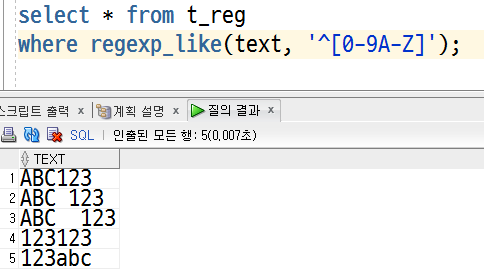 select * from t_reg
where regexp_like(text, '^[0-9A-Z]');
스크립트 출력 x 계획 설명 x 질의 결과 x
SQL 인출된 모든 행: 5(0,007초)
TEXT
1 ABC123
2 ABC 123
3 ABC  123
4 123123
5 123abc